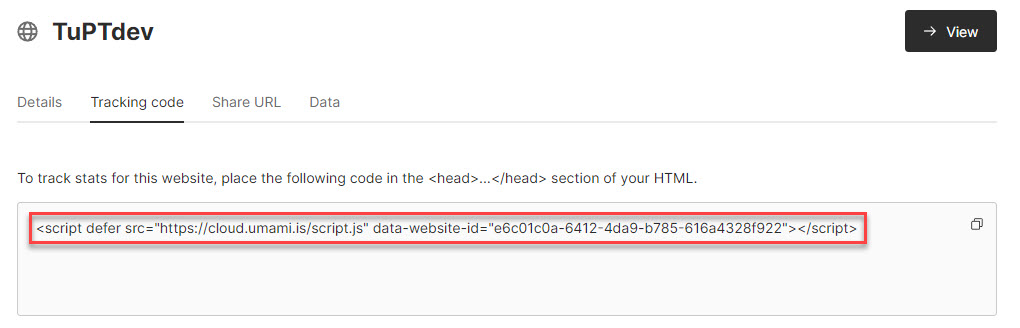 TuPTdev
View
Details Tracking code Share URL Data
To track stats for this website, place the following code in the <head>...</head> section of your HTML.
<script defer src="https://cloud.umami.is/script.js" data-website-id="e6c01c0a-6412-4da9-b785-616a4328f922"></script>